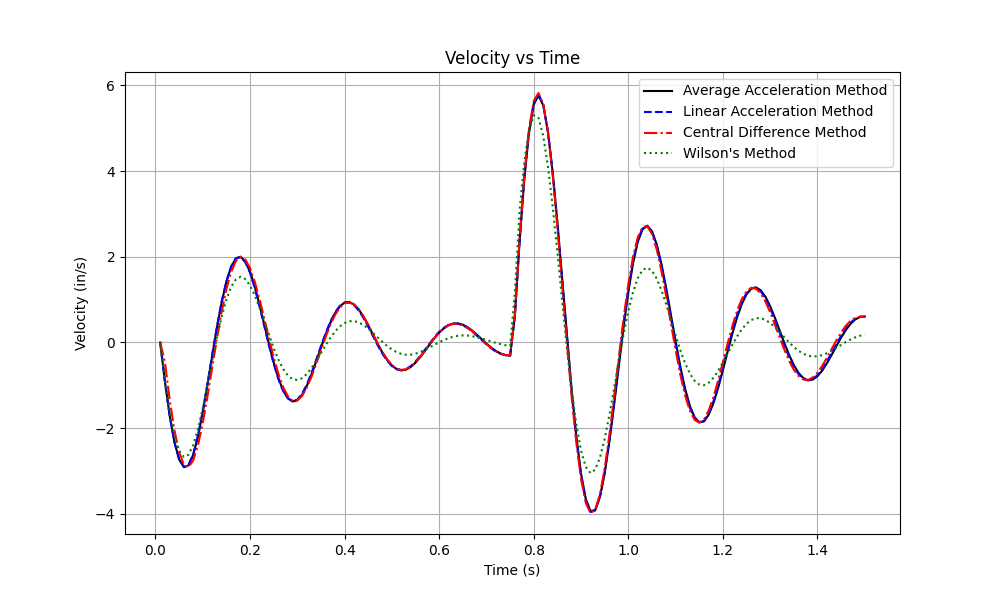 Velocity vs Time
Average Acceleration Method
Linear Acceleration Method
Central Difference Method
Wilson's Method
Velocity (in/s)
6
4
2
0
−2
−4
0.0 0.2 0.4 0.6 0.8 1.0 1.2 1.4
Time (s)